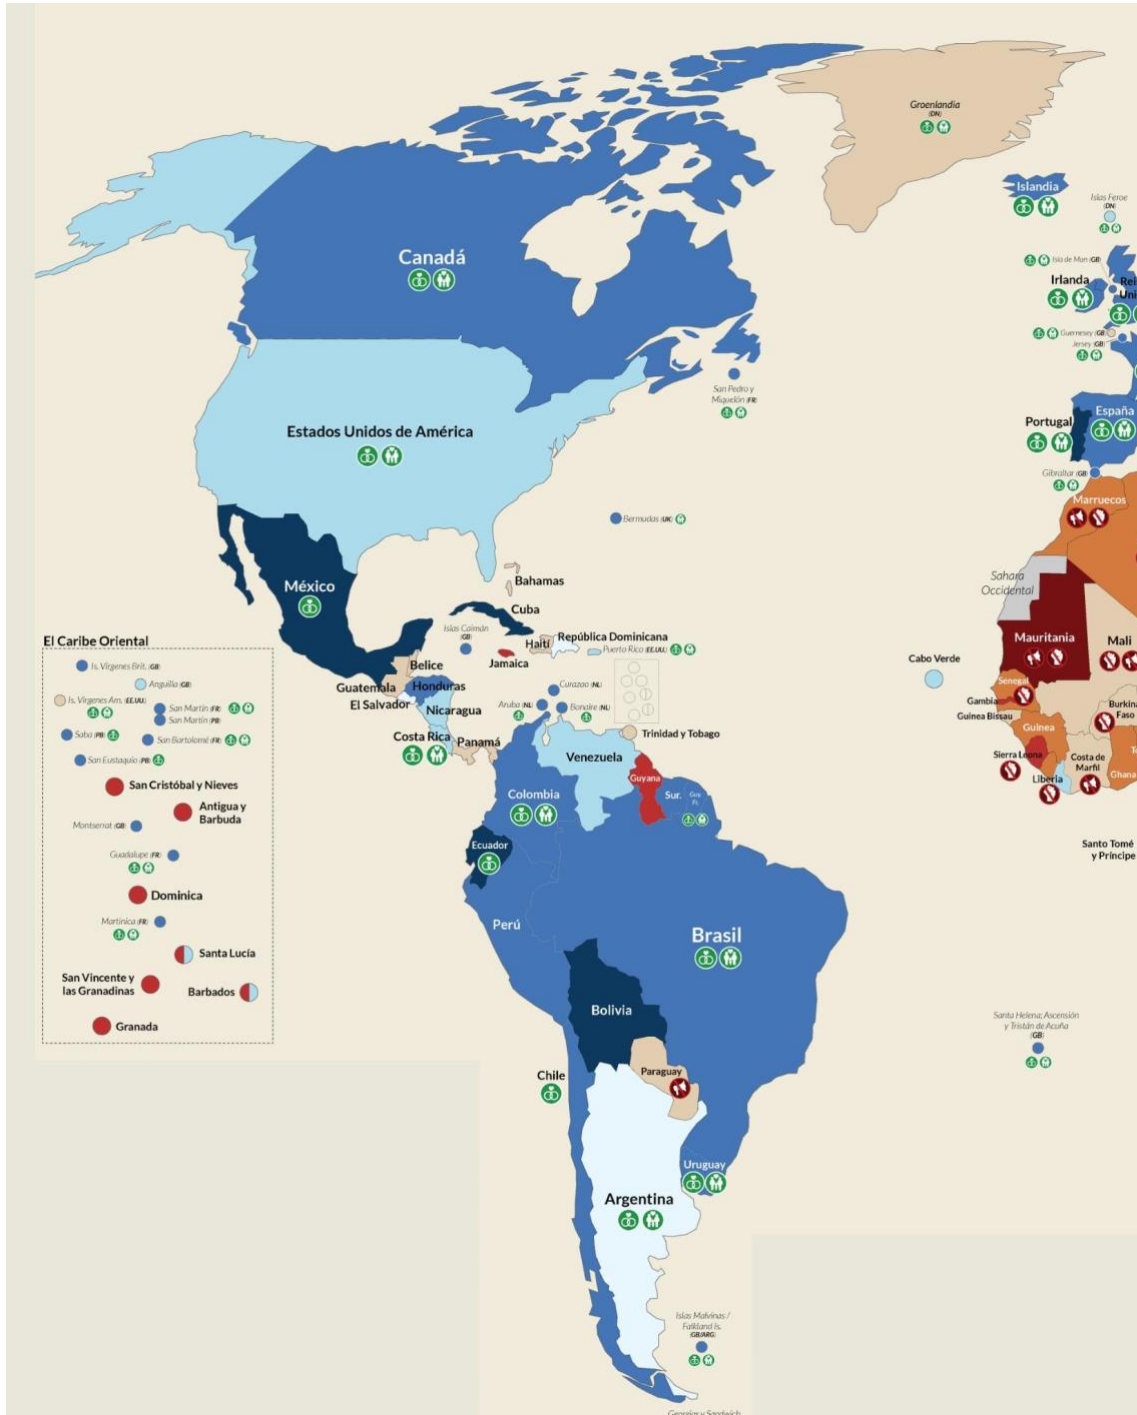 Groenlandia
(DN)
Islandia
Islas Feroe
(DN)
Isla de Man (GB)
Canadá
Irlanda
Guernesey (GB)
Jersey (GB)
San Pedro y
Miquelón (FR)
Estados Unidos de América
Portugal
España
Gibraltar (GB)
Marruecos
Bermudas (UK)
Sahara
Occidental
México
Bahamas
Cuba
Islas Caimán
(GB)
Haití
República Dominicana
Puerto Rico (EE.UU.)
Jamaica
Mauritania
Mali
Cabo Verde
Belice
Guatemala
Honduras
El Salvador
Nicaragua
Costa Rica
Panamá
Curazao (NL)
Aruba (NL)
Bonaire (NL)
Trinidad y Tobago
Senegal
Gambia
Guinea Bissau
Guinea
Burkina
Faso
Sierra Leona
Liberia
Costa de
Marfil
Ghana
Venezuela
Guyana
Sur.
Guy
Fr.
Colombia
Ecuador
Perú
Brasil
Santo Tomé
y Príncipe
El Caribe Oriental
Is. Vírgenes Brit. (GB)
Anguilla (GB)
Is. Vírgenes Am. (EE.UU.)
San Martín (FR)
San Martín (PB)
Saba (PB)
San Bartolomé (FR)
San Eustaquio (PB)
San Cristóbal y Nieves
Antigua y
Barbuda
Montserrat (GB)
Guadalupe (FR)
Dominica
Martinica (FR)
Santa Lucía
San Vincente y
las Granadinas
Barbados
Granada
Bolivia
Paraguay
Chile
Uruguay
Argentina
Santa Helena; Ascensión
y Tristán de Acuña
(GB)
Islas Malvinas /
Falkland Is.
(GB/ARG)